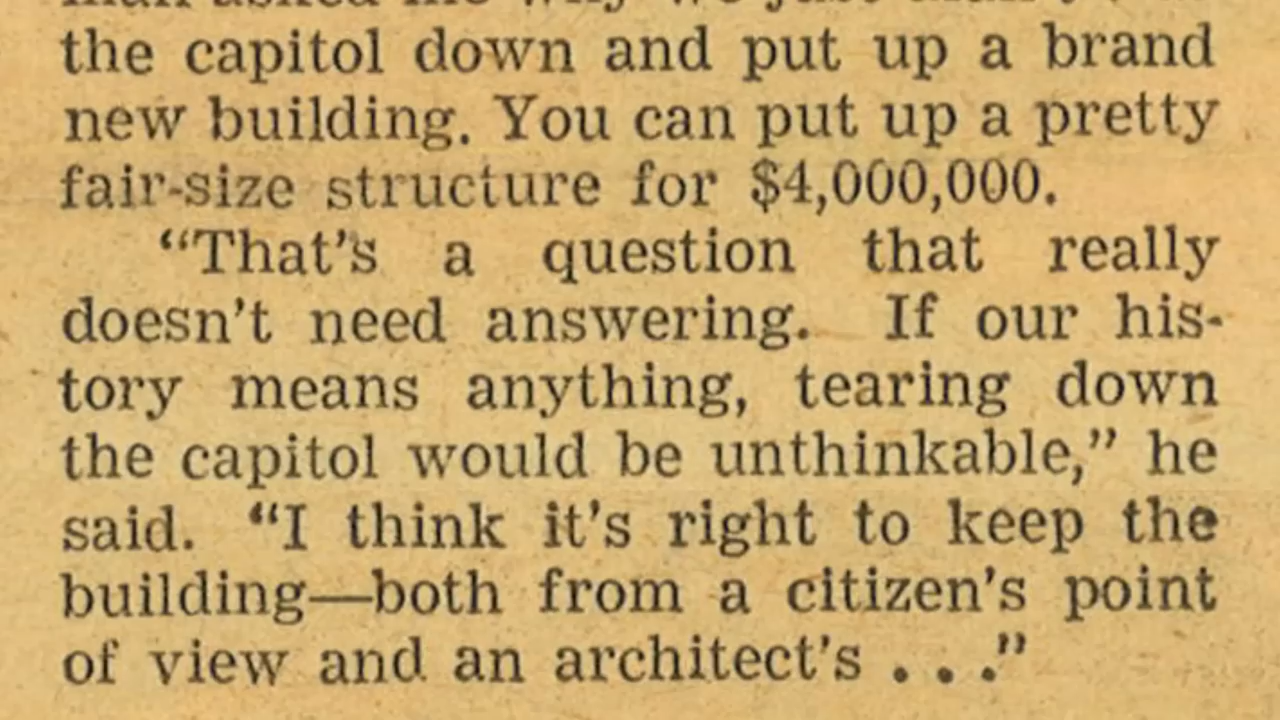 the capitol down and put up a brand
new building. You can put up a pretty
fair-size structure for $4,000,000.
“That’s a question that really
doesn’t need answering. If our his-
tory means anything, tearing down
the capitol would be unthinkable,” he
said. “I think it’s right to keep the
building—both from a citizen’s point
of view and an architect’s . . .”